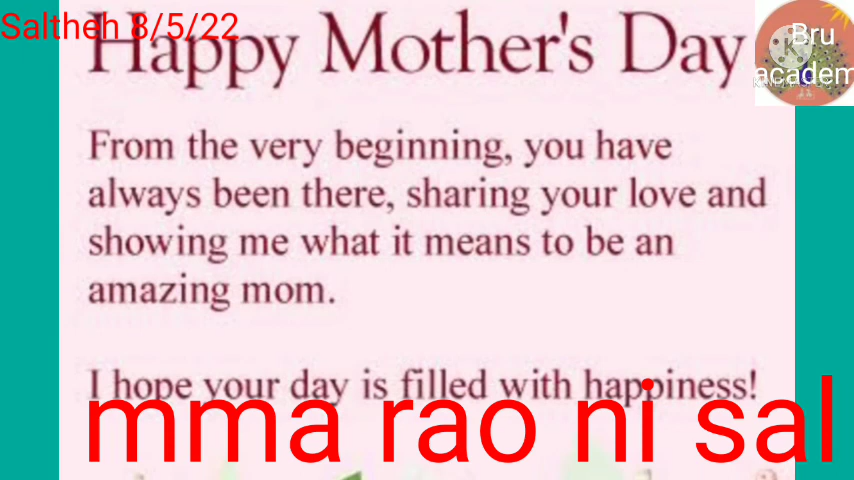 Saltheh 8/5/22
Happy Mother's Day
Bru
academ
From the very beginning, you have
always been there, sharing your love and
showing me what it means to be an
amazing mom.
I hope your day is filled with happiness!
mma rao ni sal